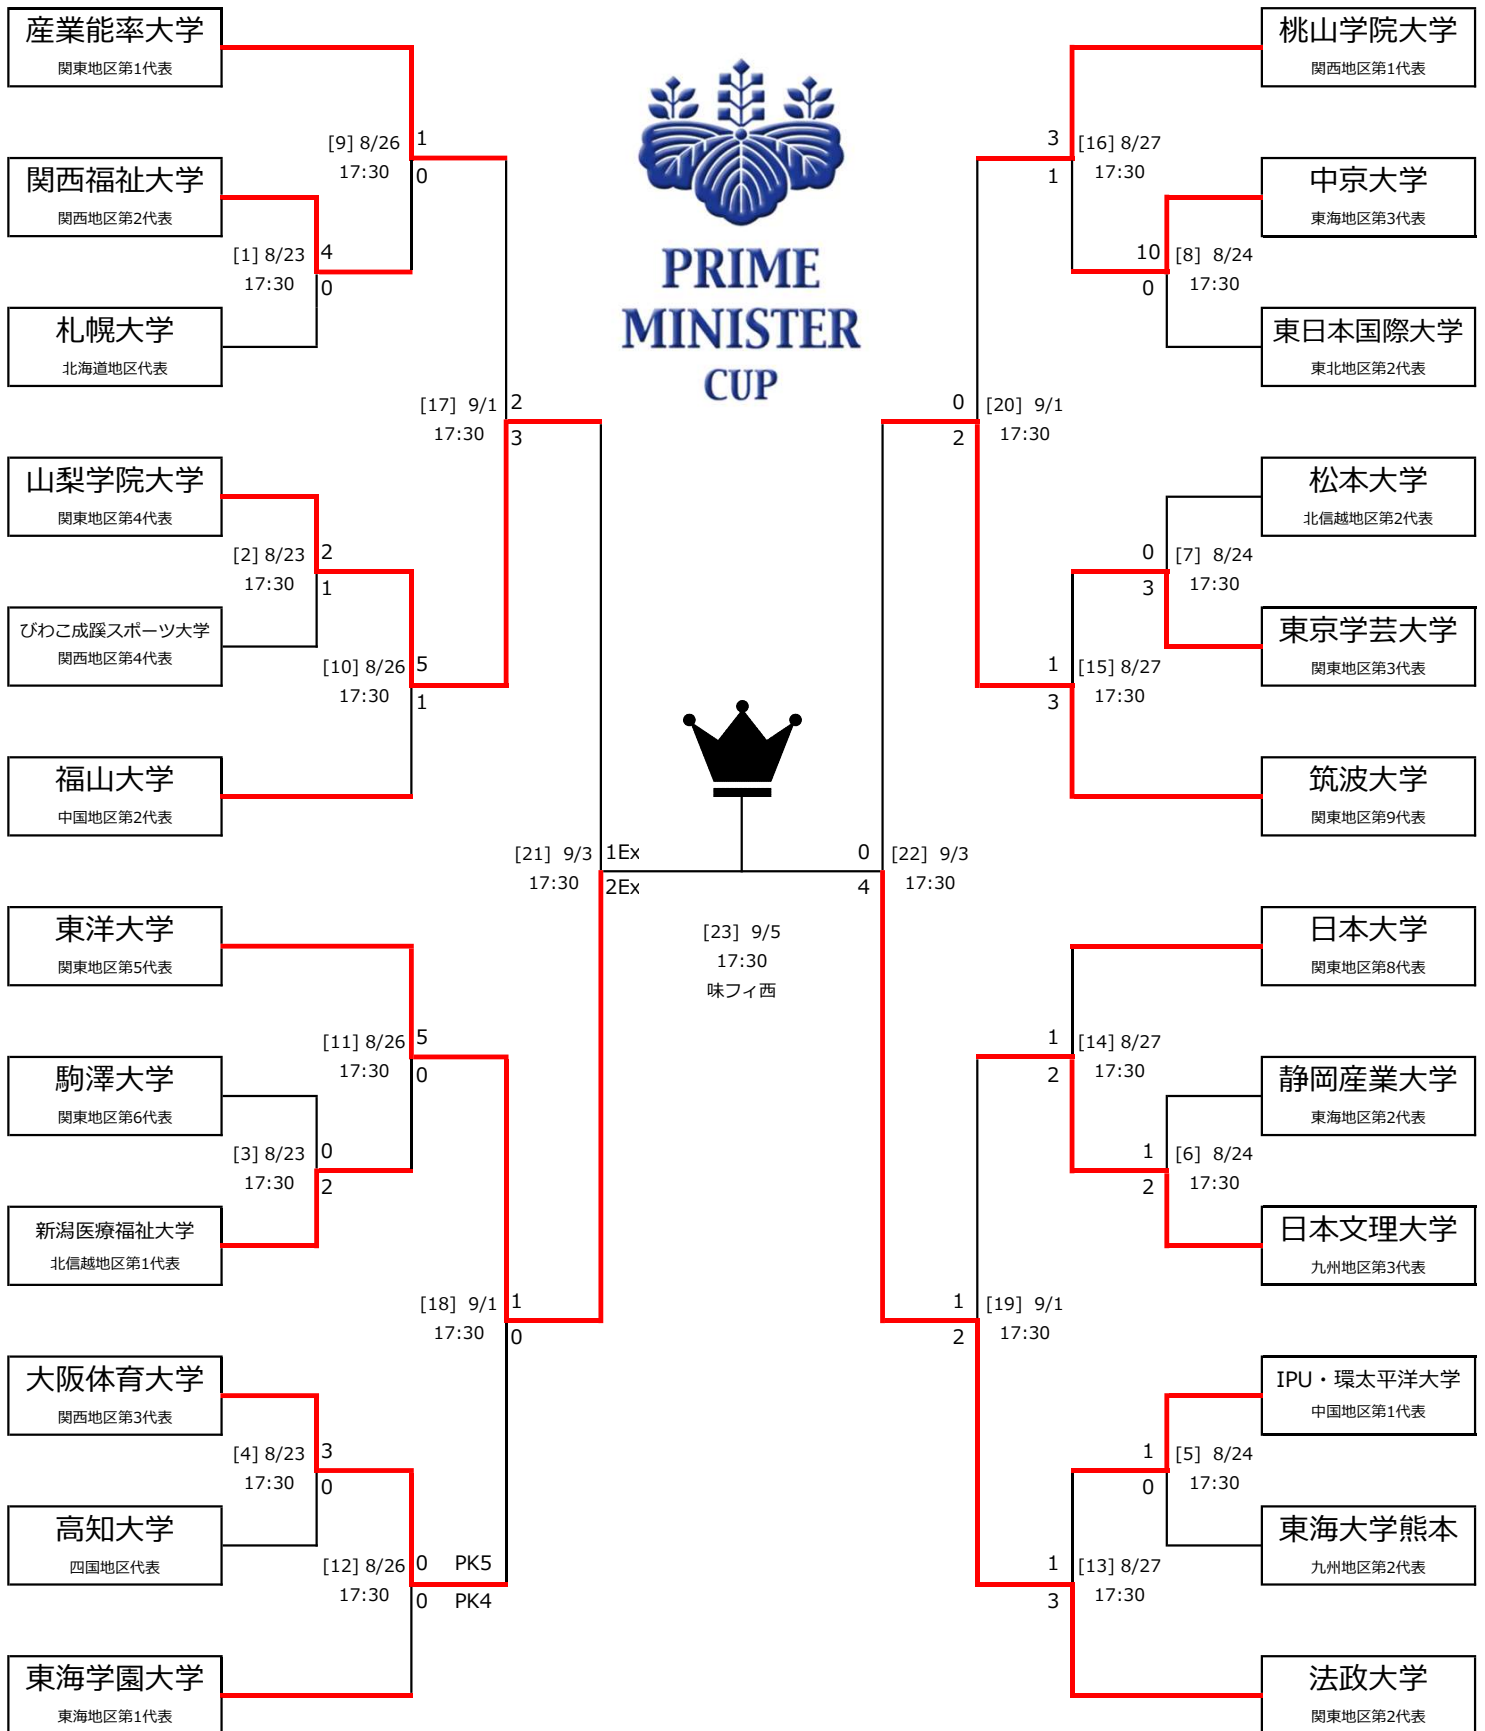 産業能率大学
関東地区第1代表
関西福祉大学
関西地区第2代表
札幌大学
北海道地区代表
山梨学院大学
関東地区第4代表
びわこ成蹊スポーツ大学
関西地区第4代表
福山大学
中国地区第2代表
東洋大学
関東地区第5代表
駒澤大学
関東地区第6代表
新潟医療福祉大学
北信越地区第1代表
大阪体育大学
関西地区第3代表
高知大学
四国地区代表
東海学園大学
東海地区第1代表
[1] 8/23 4
17:30 0
[2] 8/23 2
17:30 1
[3] 8/23 0
17:30 2
[4] 8/23 3
17:30 0
[9] 8/26 1
17:30 0
[10] 8/26 5
17:30 1
[11] 8/26 5
17:30 0
[12] 8/26 0 PK5
17:30 0 PK4
[17] 9/1 2
17:30 3
[18] 9/1 1
17:30 0
[21] 9/3 1Ex
17:30 2Ex
PRIME
MINISTER
CUP
[23] 9/5
17:30
味フィ西
0 [22] 9/3
4 17:30
0 [20] 9/1
2 17:30
1 [19] 9/1
2 17:30
3 [16] 8/27
1 17:30
1 [15] 8/27
3 17:30
1 [14] 8/27
2 17:30
1 [13] 8/27
3 17:30
10 [8] 8/24
0 17:30
0 [7] 8/24
3 17:30
1 [6] 8/24
2 17:30
1 [5] 8/24
0 17:30
桃山学院大学
関西地区第1代表
中京大学
東海地区第3代表
東日本国際大学
東北地区第2代表
松本大学
北信越地区第2代表
東京学芸大学
関東地区第3代表
筑波大学
関東地区第9代表
日本大学
関東地区第8代表
静岡産業大学
東海地区第2代表
日本文理大学
九州地区第3代表
IPU・環太平洋大学
中国地区第1代表
東海大学熊本
九州地区第2代表
法政大学
関東地区第2代表